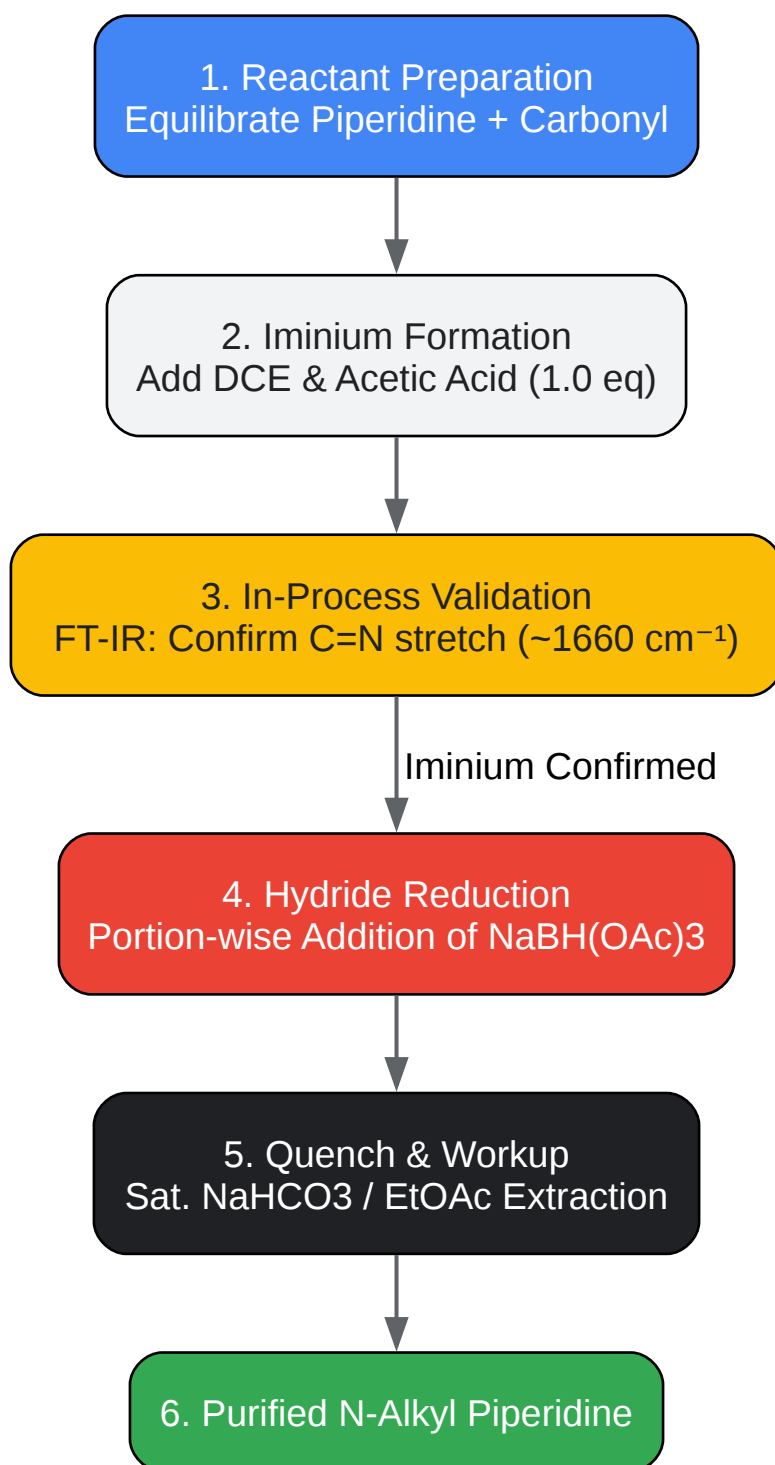 1. Reactant Preparation
Equilibrate Piperidine + Carbonyl
2. Iminium Formation
Add DCE & Acetic Acid (1.0 eq)
3. In-Process Validation
FT-IR: Confirm C=N stretch (~1660 cm⁻¹)
Iminium Confirmed
4. Hydride Reduction
Portion-wise Addition of NaBH(OAc)3
5. Quench & Workup
Sat. NaHCO3 / EtOAc Extraction
6. Purified N-Alkyl Piperidine